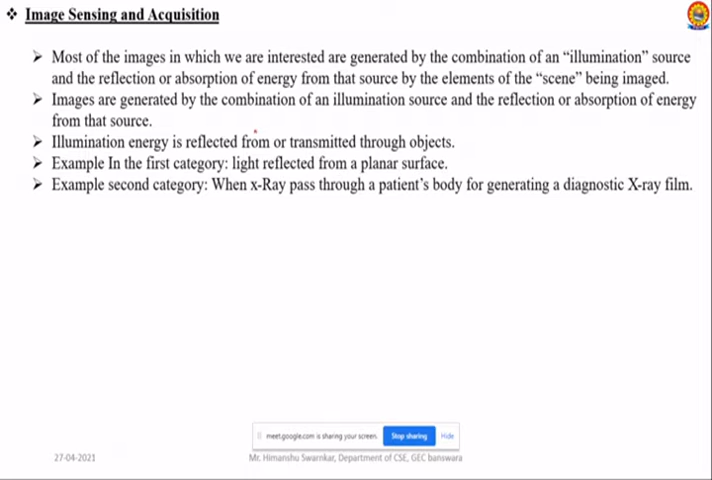 ❖ Image Sensing and Acquisition
➤ Most of the images in which we are interested are generated by the combination of an “illumination” source
and the reflection or absorption of energy from that source by the elements of the “scene” being imaged.
➤ Images are generated by the combination of an illumination source and the reflection or absorption of energy
from that source.
➤ Illumination energy is reflected from or transmitted through objects.
➤ Example In the first category: light reflected from a planar surface.
➤ Example second category: When x-Ray pass through a patient’s body for generating a diagnostic X-ray film.
meet.google.com is sharing your screen. Stop sharing Hide
27-04-2021 Mr. Himanshu Swarnkar, Department of CSE, GEC banswara